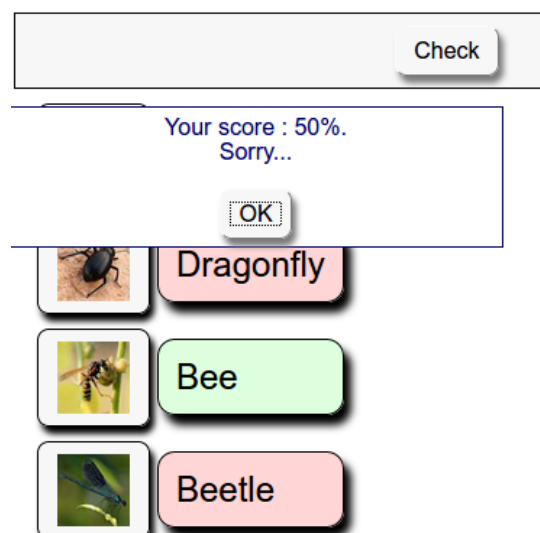 Check
Your score : 50%.
Sorry...
OK
Dragonfly
Bee
Beetle